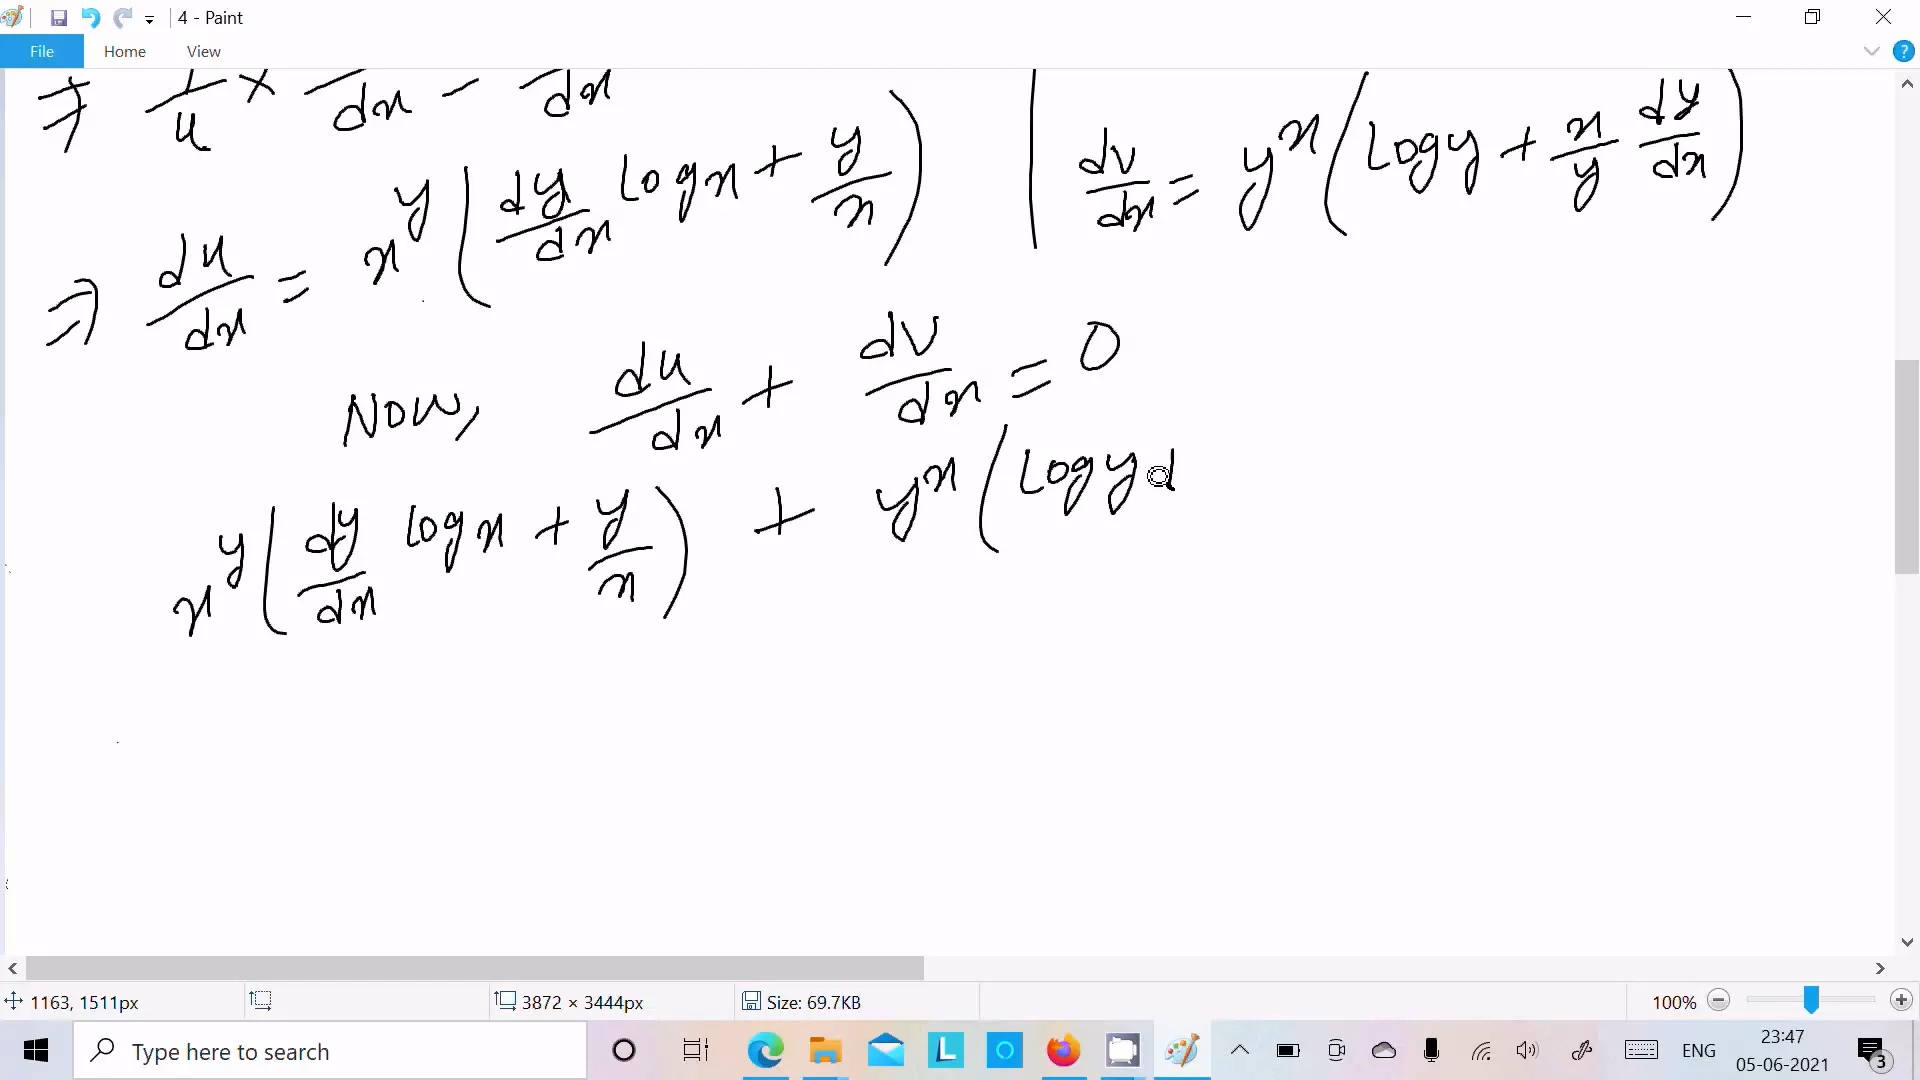 4 - Paint
File Home View
⇒ 1/u × /dx = /dx
dv/dx = y^x (log y + x/y dy/dx)
⇒ du/dx = x^y (dy/dx log x + y/x)
Now, du/dx + dv/dx = 0
x^y (dy/dx log x + y/x) + y^x (log y
1163, 1511px 3872 × 3444px Size: 69.7KB 100%
Type here to search
ENG
23:47
05-06-2021
3